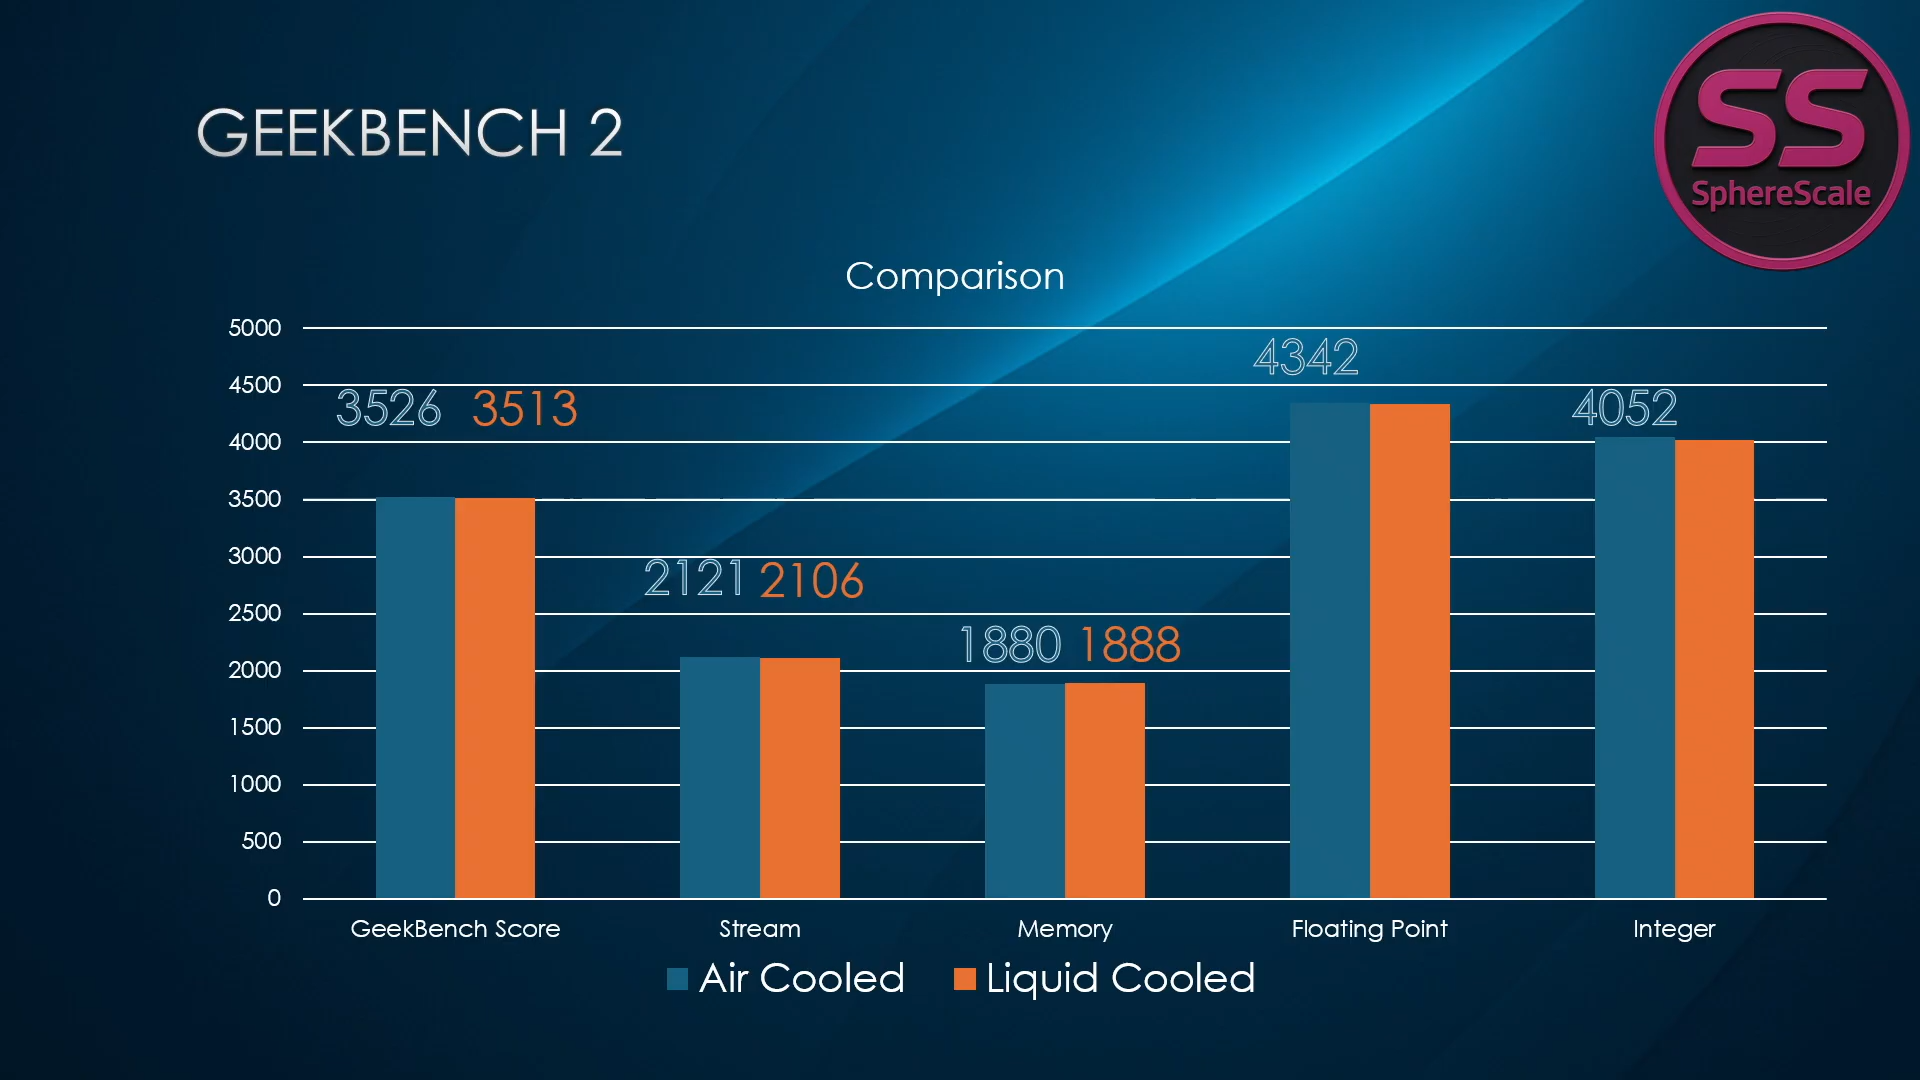 GEEKBENCH 2
SS
SphereScale
Comparison
5000
4500
4000
3500
3000
2500
2000
1500
1000
500
0
3526 3513
2121 2106
1880 1888
4342
4052
GeekBench Score Stream Memory Floating Point Integer
Air Cooled Liquid Cooled